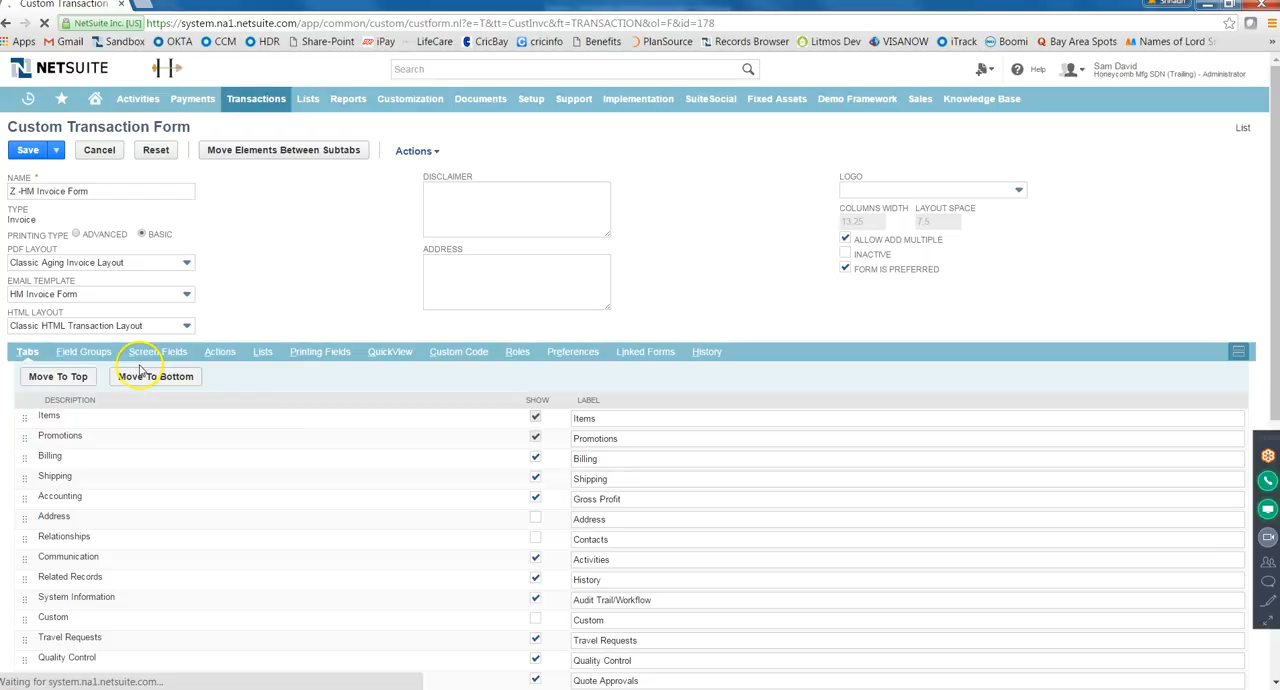 Custom Transaction
Shridhar
NetSuite Inc. [US] https://system.na1.netsuite.com/app/common/custom/custform.nl?e=T&tt=CustInvc&ft=TRANSACTION&ol=F&id=178
Apps Gmail Sandbox OKTA CCM HDR Share-Point iPay LifeCare CricBay cricinfo Benefits PlanSource Records Browser Litmos Dev VISANOW iTrack Boomi Bay Area Spots Names of Lord S
NETSUITE Search Help Sam David
Honeycomb Mfg SDN (Trailing) - Administrator
Activities Payments Transactions Lists Reports Customization Documents Setup Support Implementation SuiteSocial Fixed Assets Demo Framework Sales Knowledge Base
Custom Transaction Form List
Save Cancel Reset Move Elements Between Subtabs Actions
NAME * DISCLAIMER LOGO
Z -HM Invoice Form
TYPE COLUMNS WIDTH LAYOUT SPACE
Invoice 13.25 7.5
PRINTING TYPE ADVANCED BASIC ALLOW ADD MULTIPLE
PDF LAYOUT ADDRESS INACTIVE
Classic Aging Invoice Layout FORM IS PREFERRED
EMAIL TEMPLATE
HM Invoice Form
HTML LAYOUT
Classic HTML Transaction Layout
Tabs Field Groups Screen Fields Actions Lists Printing Fields QuickView Custom Code Roles Preferences Linked Forms History
Move To Top Move To Bottom
DESCRIPTION SHOW LABEL
Items Items
Promotions Promotions
Billing Billing
Shipping Shipping
Accounting Gross Profit
Address Address
Relationships Contacts
Communication Activities
Related Records History
System Information Audit Trail/Workflow
Custom Custom
Travel Requests Travel Requests
Quality Control Quality Control
Quote Approvals
Waiting for system.na1.netsuite.com...